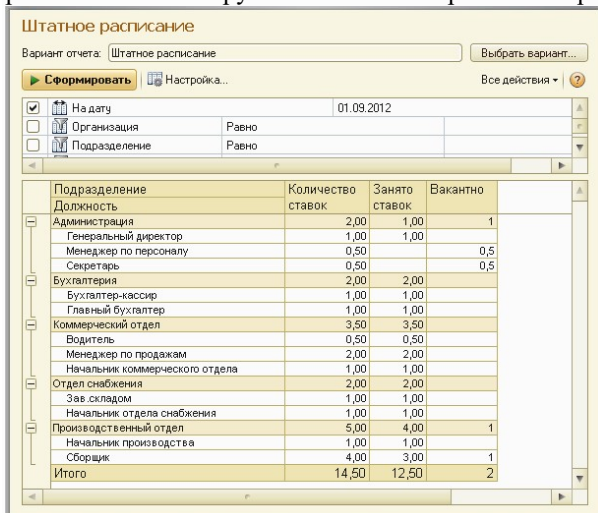 Штатное расписание
Вариант отчета: Штатное расписание Выбрать вариант...
Сформировать Настройка... Все действия ?
На дату 01.09.2012
Организация Равно
Подразделение Равно
Подразделение Количество ставок Занято ставок Вакантно
Должность
Администрация 2,00 1,00 1
Генеральный директор 1,00 1,00
Менеджер по персоналу 0,50 0,5
Секретарь 0,50 0,5
Бухгалтерия 2,00 2,00
Бухгалтер-кассир 1,00 1,00
Главный бухгалтер 1,00 1,00
Коммерческий отдел 3,50 3,50
Водитель 0,50 0,50
Менеджер по продажам 2,00 2,00
Начальник коммерческого отдела 1,00 1,00
Отдел снабжения 2,00 2,00
Зав.складом 1,00 1,00
Начальник отдела снабжения 1,00 1,00
Производственный отдел 5,00 4,00 1
Начальник производства 1,00 1,00
Сборщик 4,00 3,00 1
Итого 14,50 12,50 2